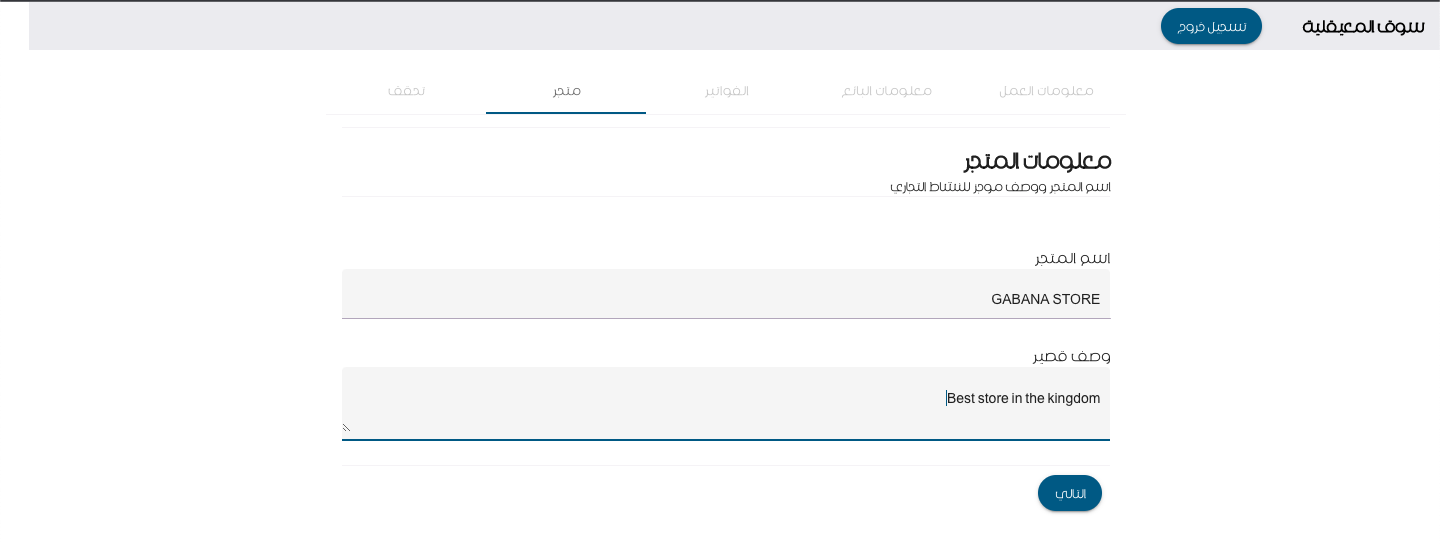 سوق المعيقلية
تسجيل خروج
معلومات العمل
معلومات البائع
الفواتير
متجر
تدقق
معلومات المتجر
اسم المتجر ووصف موجز للنشاط التجاري
اسم المتجر
GABANA STORE
وصف قصير
Best store in the kingdom
التالي